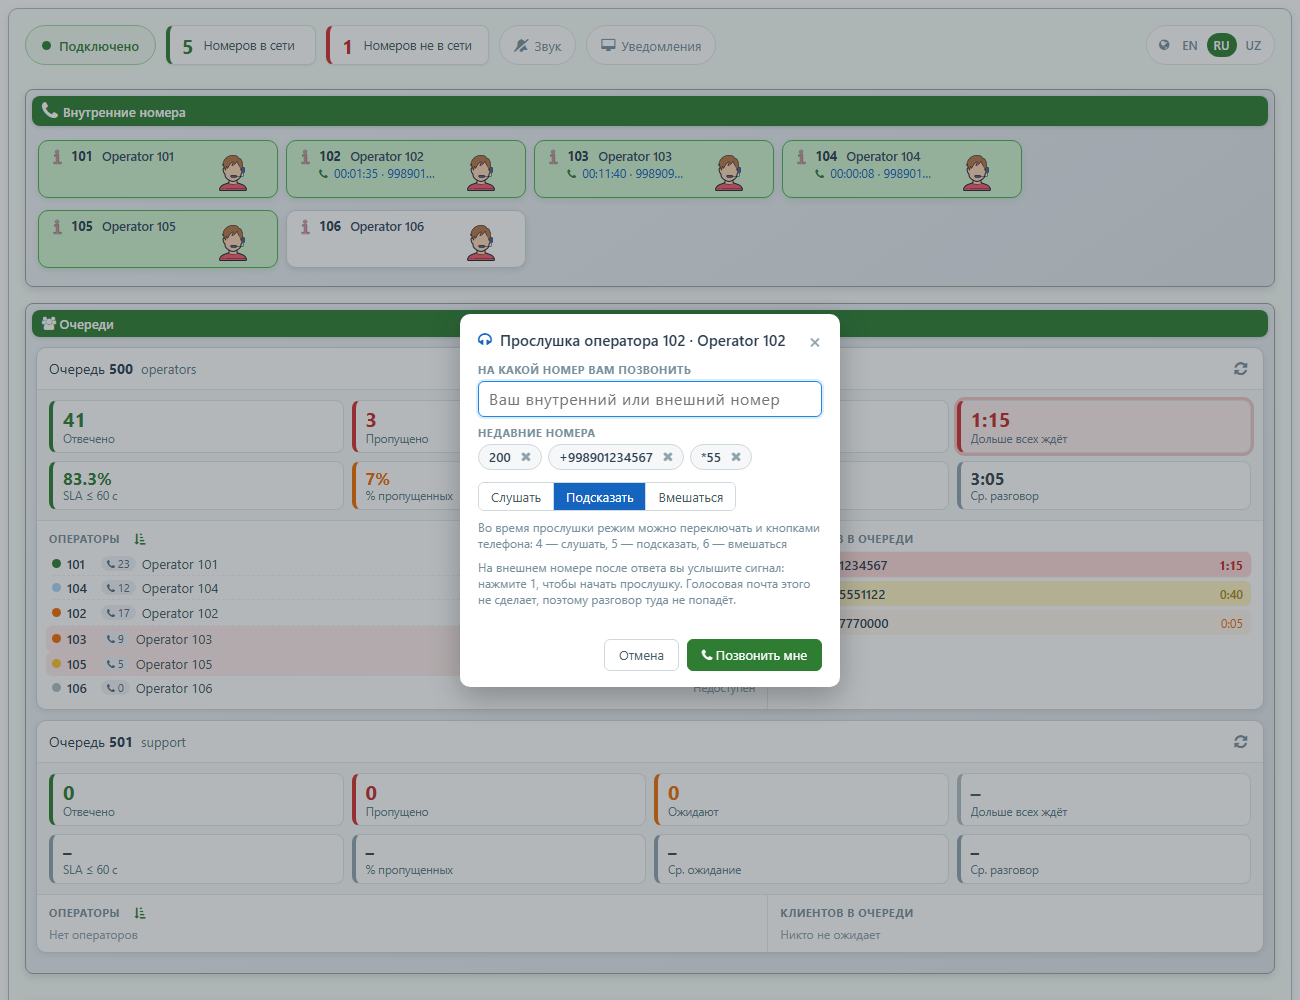 Подключено
5 Номеров в сети
1 Номеров не в сети
Звук
Уведомления
EN RU UZ
Внутренние номера
101 Operator 101
102 Operator 102
00:01:35 · 998901...
103 Operator 103
00:11:40 · 998909...
104 Operator 104
00:00:08 · 998901...
105 Operator 105
106 Operator 106
Очереди
Очередь 500 operators
41
Отвечено
3
Пропущено
1:15
Дольше всех ждёт
83.3%
SLA ≤ 60 с
7%
% пропущенных
3:05
Ср. разговор
ОПЕРАТОРЫ
101 23 Operator 101
104 12 Operator 104
102 17 Operator 102
103 9 Operator 103
105 5 Operator 105
106 0 Operator 106
Недоступен
В ОЧЕРЕДИ
1234567 1:15
5551122 0:40
7770000 0:05
Прослушка оператора 102 · Operator 102
НА КАКОЙ НОМЕР ВАМ ПОЗВОНИТЬ
Ваш внутренний или внешний номер
НЕДАВНИЕ НОМЕРА
200 +998901234567 *55
Слушать Подсказать Вмешаться
Во время прослушки режим можно переключать и кнопками
телефона: 4 — слушать, 5 — подсказать, 6 — вмешаться
На внешнем номере после ответа вы услышите сигнал:
нажмите 1, чтобы начать прослушку. Голосовая почта этого
не сделает, поэтому разговор туда не попадёт.
Отмена
Позвонить мне
Очередь 501 support
0
Отвечено
0
Пропущено
0
Ожидают
–
Дольше всех ждёт
–
SLA ≤ 60 с
–
% пропущенных
–
Ср. ожидание
–
Ср. разговор
ОПЕРАТОРЫ
Нет операторов
КЛИЕНТОВ В ОЧЕРЕДИ
Никто не ожидает